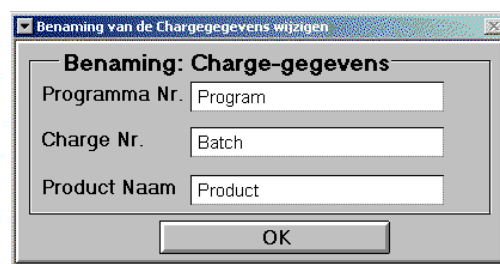 Benaming van de Chargegegevens wijzigen
Benaming: Charge-gegevens
Programma Nr. Program
Charge Nr. Batch
Product Naam Product
OK